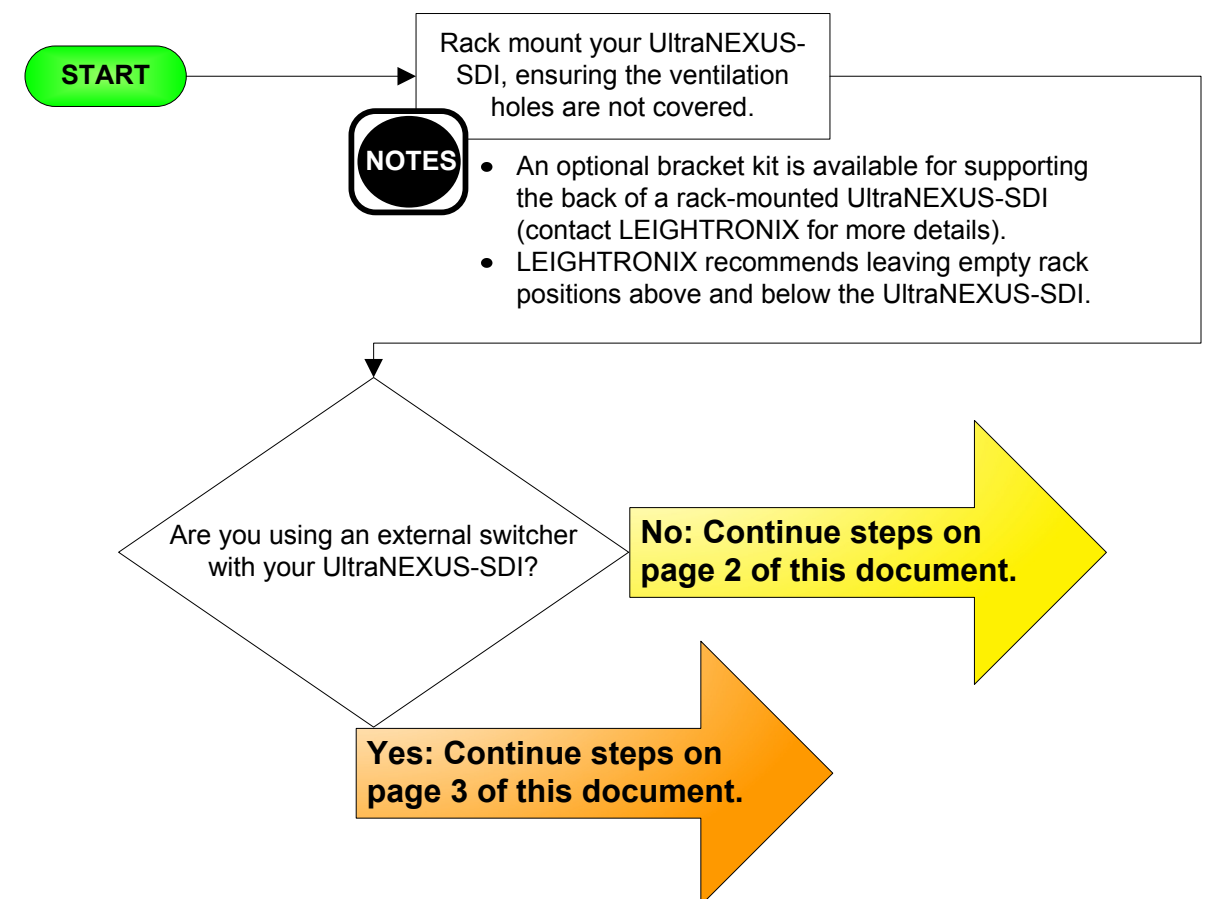 START
Rack mount your UltraNEXUS-
SDI, ensuring the ventilation
holes are not covered.
NOTES
• An optional bracket kit is available for supporting
the back of a rack-mounted UltraNEXUS-SDI
(contact LEIGHTRONIX for more details).
• LEIGHTRONIX recommends leaving empty rack
positions above and below the UltraNEXUS-SDI.
Are you using an external switcher
with your UltraNEXUS-SDI?
No: Continue steps on
page 2 of this document.
Yes: Continue steps on
page 3 of this document.